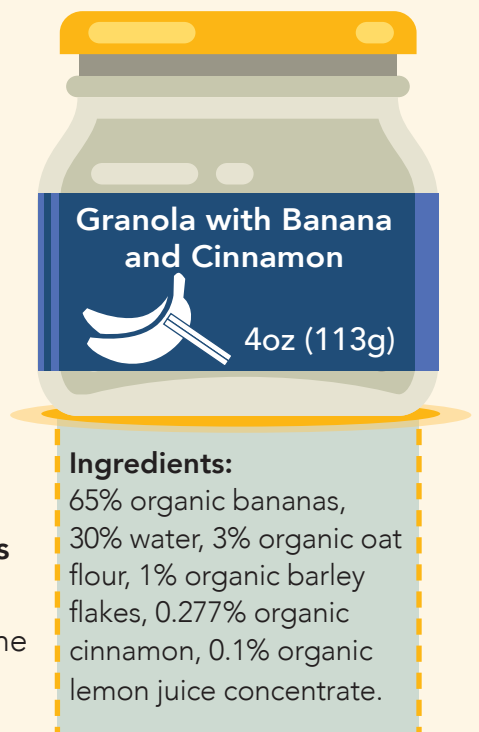 Granola with Banana
and Cinnamon
4oz (113g)
Ingredients:
65% organic bananas,
30% water, 3% organic oat
flour, 1% organic barley
flakes, 0.277% organic
cinnamon, 0.1% organic
lemon juice concentrate.